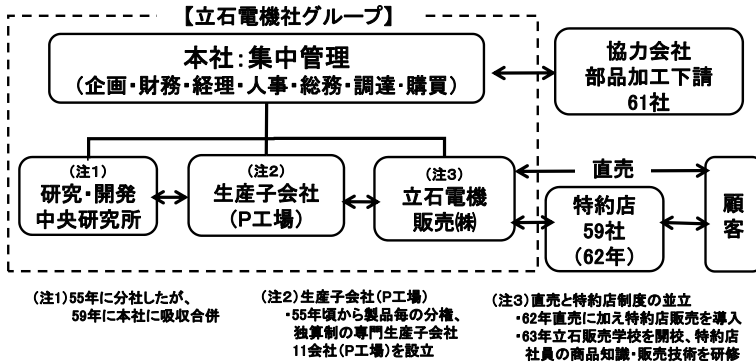 【立石電機社グループ】
本社:集中管理
(企画・財務・経理・人事・総務・調達・購買)
協力会社
部品加工下請
61社
(注1)
研究・開発
中央研究所
(注2)
生産子会社
(P工場)
(注3)
立石電機
販売㈱
直売
特約店
59社
(62年)
顧
客
(注1)55年に分社したが、
59年に本社に吸収合併
(注2)生産子会社(P工場)
・55年頃から製品毎の分権、
独算制の専門生産子会社
11会社(P工場)を設立
(注3)直売と特約店制度の並立
・62年直売に加え特約店販売を導入
・63年立石販売学校を開校、特約店
社員の商品知識・販売技術を研修